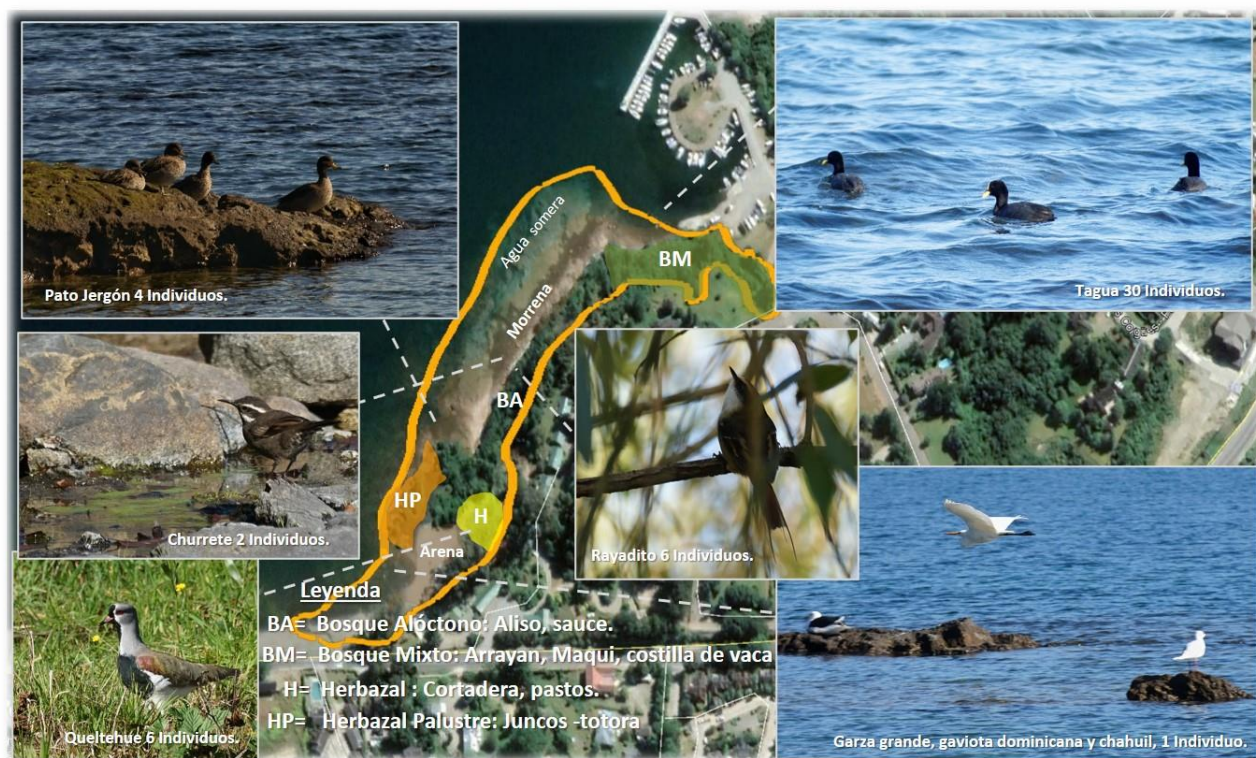 Pato Jergón 4 Individuos.
Tagua 30 Individuos.
Agua somera
BM
Morrena
BA
Churrete 2 Individuos.
HP
H
Arena
Rayadito 6 Individuos.
Queltehue 6 Individuos.
Leyenda
BA= Bosque Alóctono: Aliso, sauce.
BM= Bosque Mixto: Arrayan, Maqui, costilla de vaca
H= Herbazal : Cortadera, pastos.
HP= Herbazal Palustre: Juncos -totora
Garza grande, gaviota dominicana y chahuil, 1 Individuo.